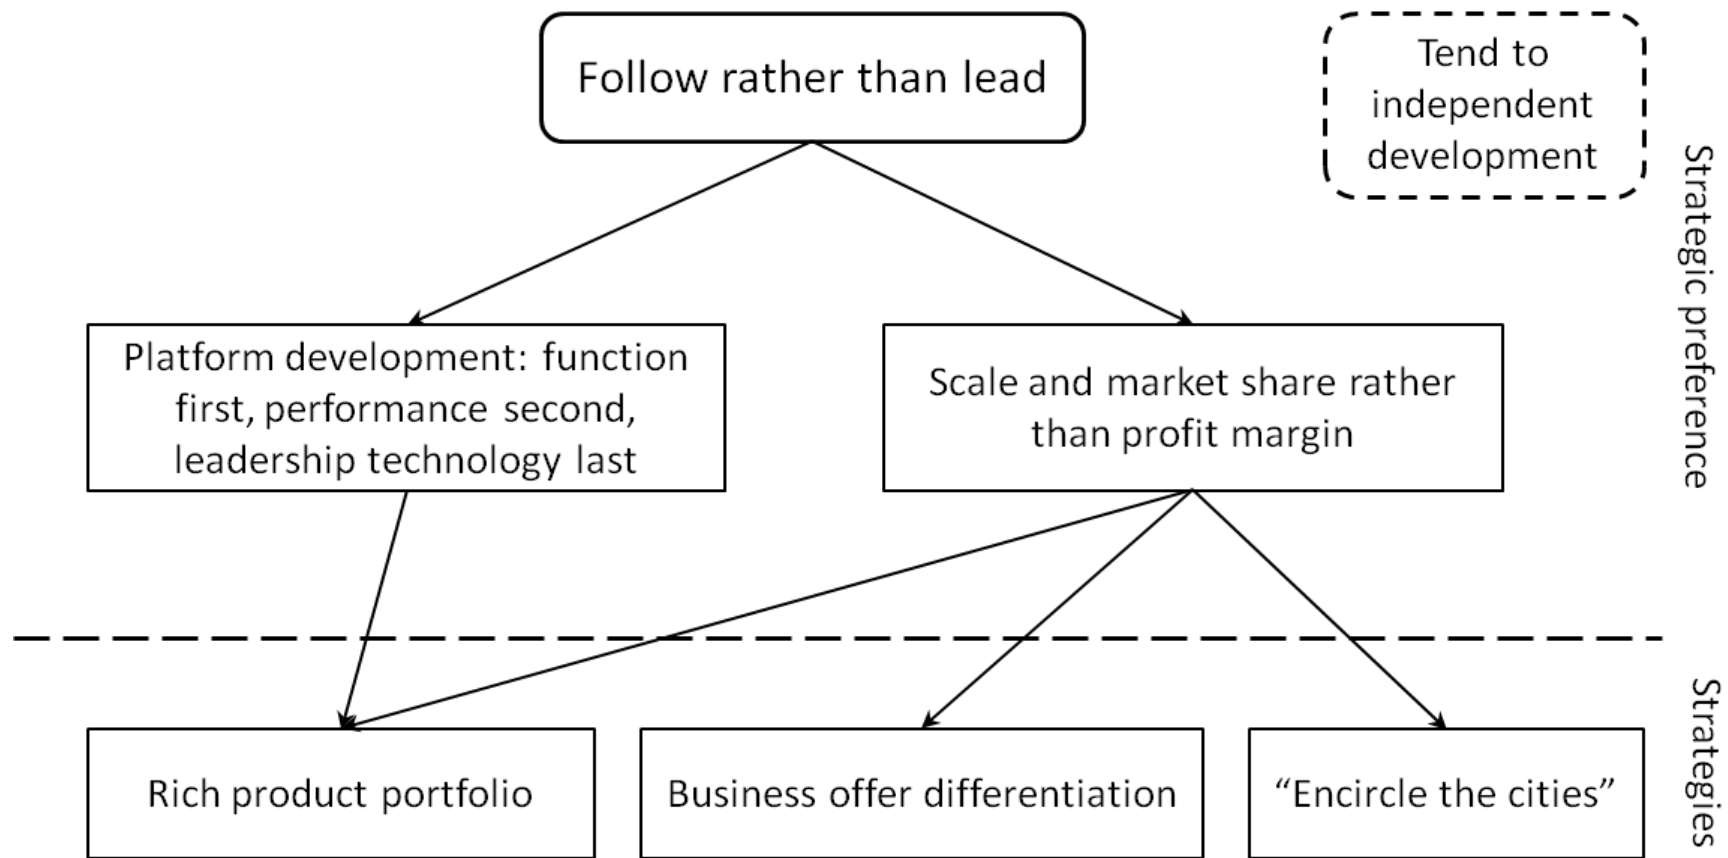 Follow rather than lead
Tend to
independent
development
Strategic preference
Platform development: function
first, performance second,
leadership technology last
Scale and market share rather
than profit margin
Rich product portfolio
Business offer differentiation
“Encircle the cities”
Strategies